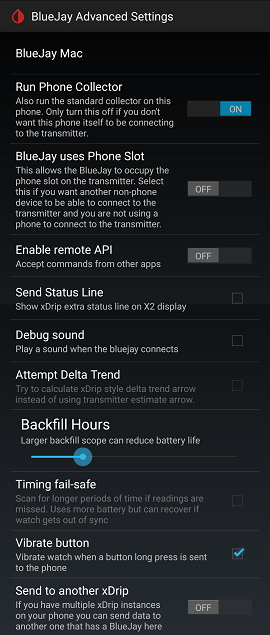 BlueJay Advanced Settings
BlueJay Mac
Run Phone Collector
Also run the standard collector on this
phone. Only turn this off if you don't
want this phone itself to be connecting
to the transmitter.
ON
BlueJay uses Phone Slot
This allows the BlueJay to occupy the
phone slot on the transmitter. Select
this if you want another non-phone
device to be able to connect to the
transmitter and you are not using a
phone to connect to the transmitter.
OFF
Enable remote API
Accept commands from other apps
OFF
Send Status Line
Show xDrip extra status line on X2 display
Debug sound
Play a sound when the bluejay connects
Attempt Delta Trend
Try to calculate xDrip style delta trend arrow
instead of using transmitter estimate arrow.
Backfill Hours
Larger backfill scope can reduce battery life
Timing fail-safe
Scan for longer periods of time if readings are
missed. Uses more battery but can recover if
watch gets out of sync
Vibrate button
Vibrate watch when a button long press is sent
to the phone
Send to another xDrip
If you have multiple xDrip instances
on your phone you can send data to
another one that has a BlueJay here
OFF